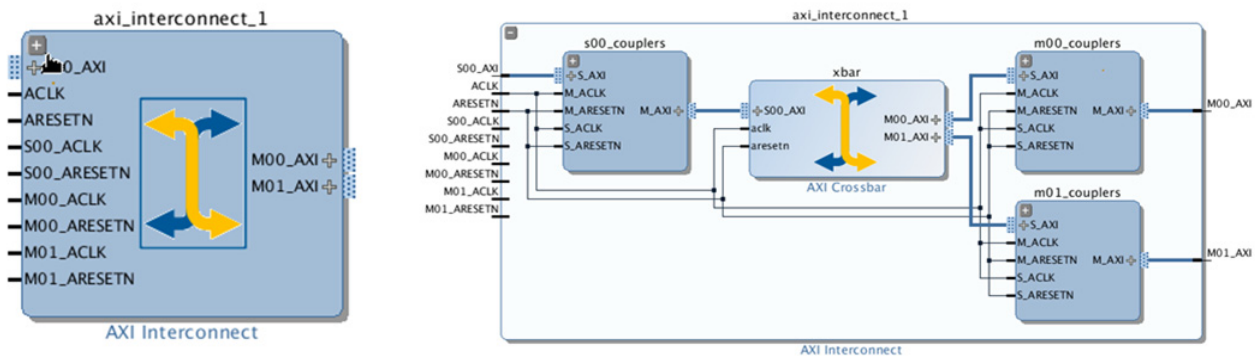 axi_interconnect_1
0_AXI
ACLK
ARESETN
S00_ACLK
S00_ARESETN
M00_ACLK
M00_ARESETN
M01_ACLK
M01_ARESETN
M00_AXI
M01_AXI
AXI Interconnect
axi_interconnect_1
S00_AXI
ACLK
ARESETN
S00_ACLK
S00_ARESETN
M00_ACLK
M00_ARESETN
M01_ACLK
M01_ARESETN
s00_couplers
S_AXI
M_ACLK
M_ARESETN
S_ACLK
S_ARESETN
M_AXI
xbar
S00_AXI
aclk
aresetn
M00_AXI
M01_AXI
AXI Crossbar
m00_couplers
S_AXI
M_ACLK
M_ARESETN
S_ACLK
S_ARESETN
M_AXI
M00_AXI
m01_couplers
S_AXI
M_ACLK
M_ARESETN
S_ACLK
S_ARESETN
M_AXI
M01_AXI
AXI Interconnect